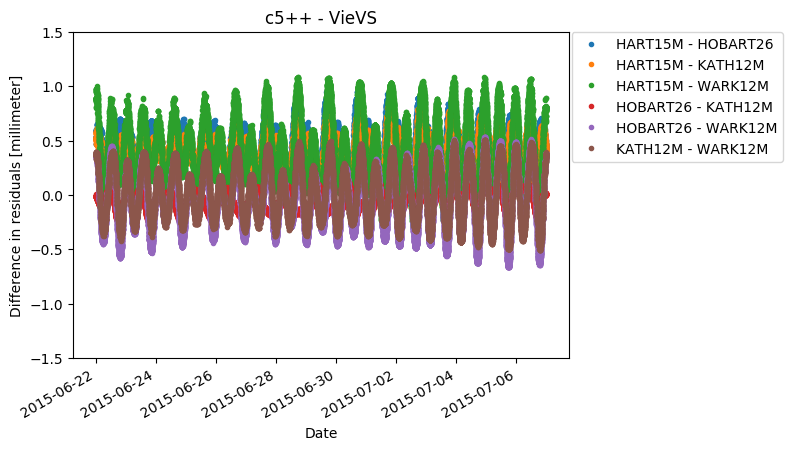 c5++ - VieVS
1.5
1.0
0.5
0.0
−0.5
−1.0
−1.5
Difference in residuals [millimeter]
2015-06-22
2015-06-24
2015-06-26
2015-06-28
2015-06-30
2015-07-02
2015-07-04
2015-07-06
Date
HART15M - HOBART26
HART15M - KATH12M
HART15M - WARK12M
HOBART26 - KATH12M
HOBART26 - WARK12M
KATH12M - WARK12M